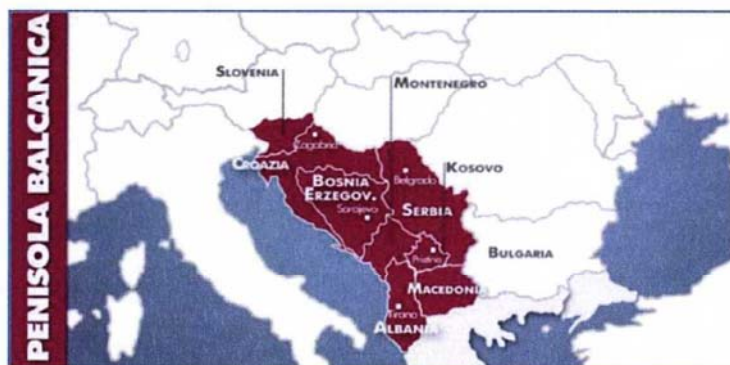 PENISOLA BALCANICA
SLOVENIA
MONTENEGRO
Zagabria
CROAZIA
KOSOVO
BOSNIA
ERZEGOV.
Belgrado
Sarajevo
SERBIA
BULGARIA
Pristina
MACEDONIA
Tirana
ALBANIA